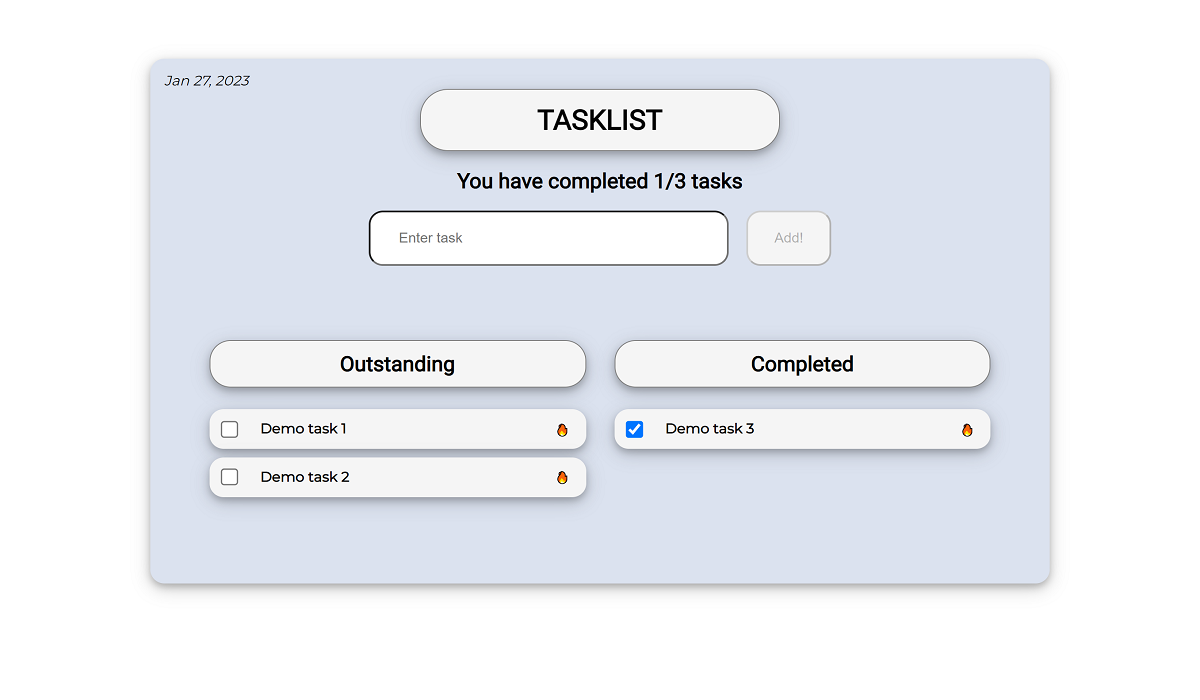 Jan 27, 2023
TASKLIST
You have completed 1/3 tasks
Enter task
Add!
Outstanding
Completed
Demo task 1
Demo task 3
Demo task 2